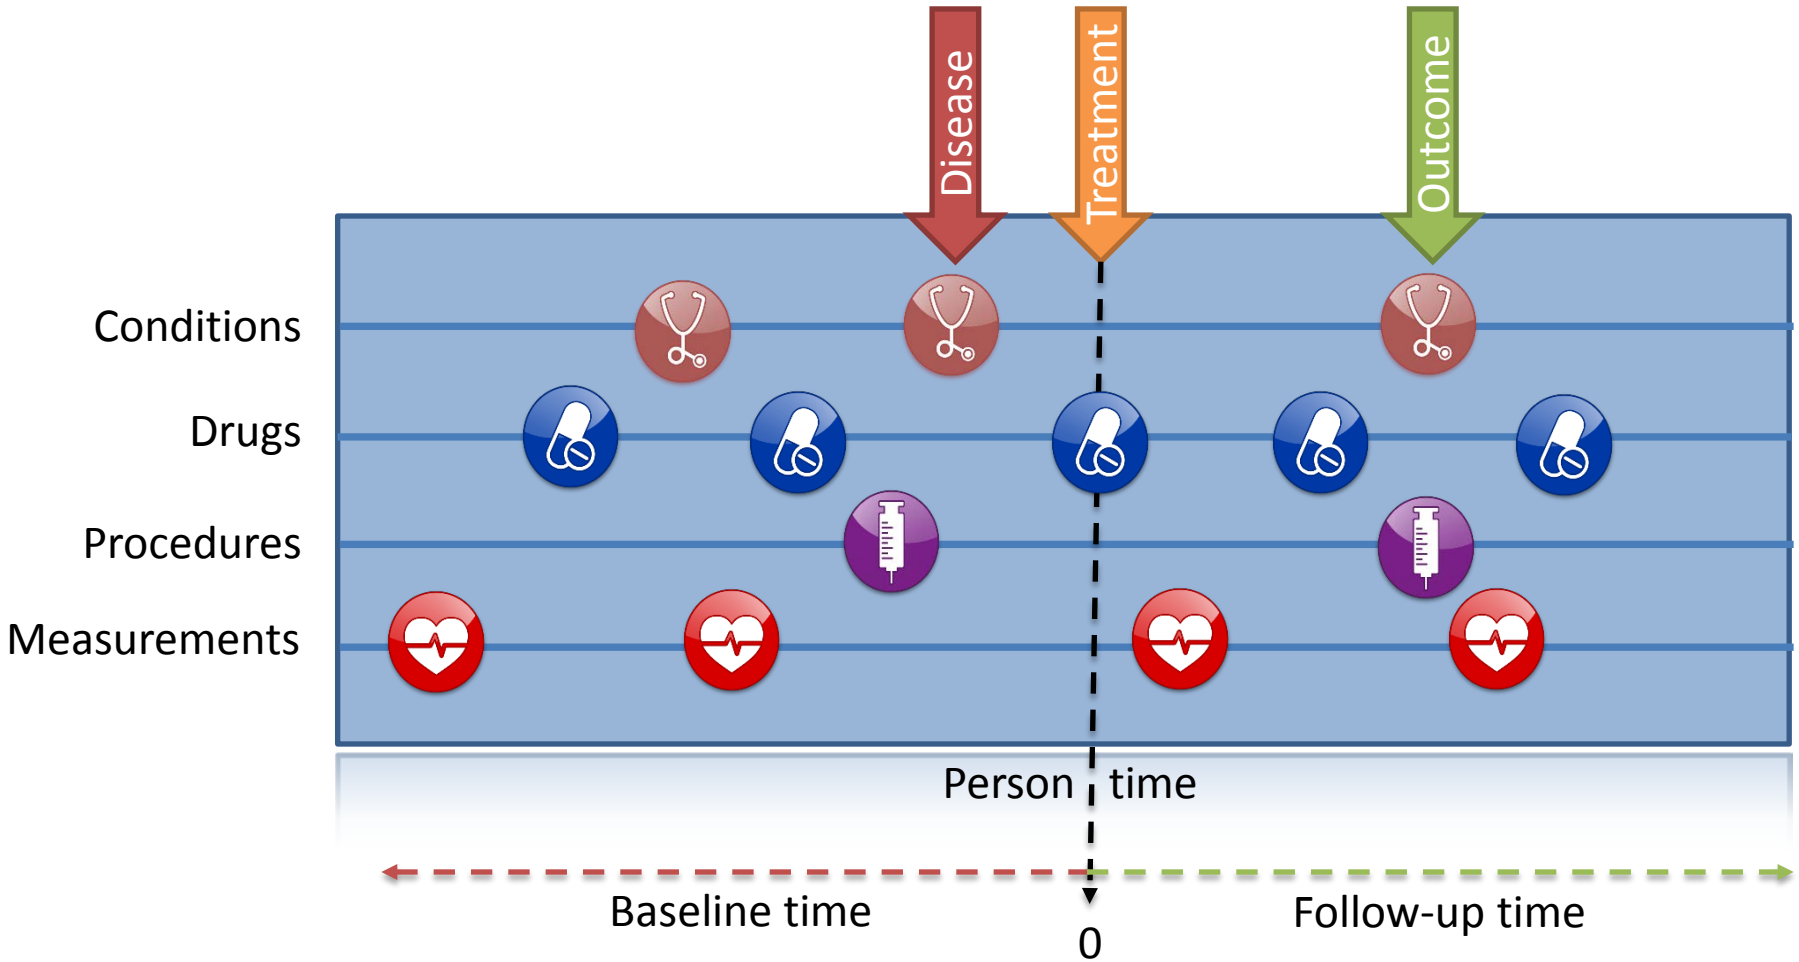 Disease
Treatment
Outcome
Conditions
Drugs
Procedures
Measurements
Person time
Baseline time
Follow-up time
0